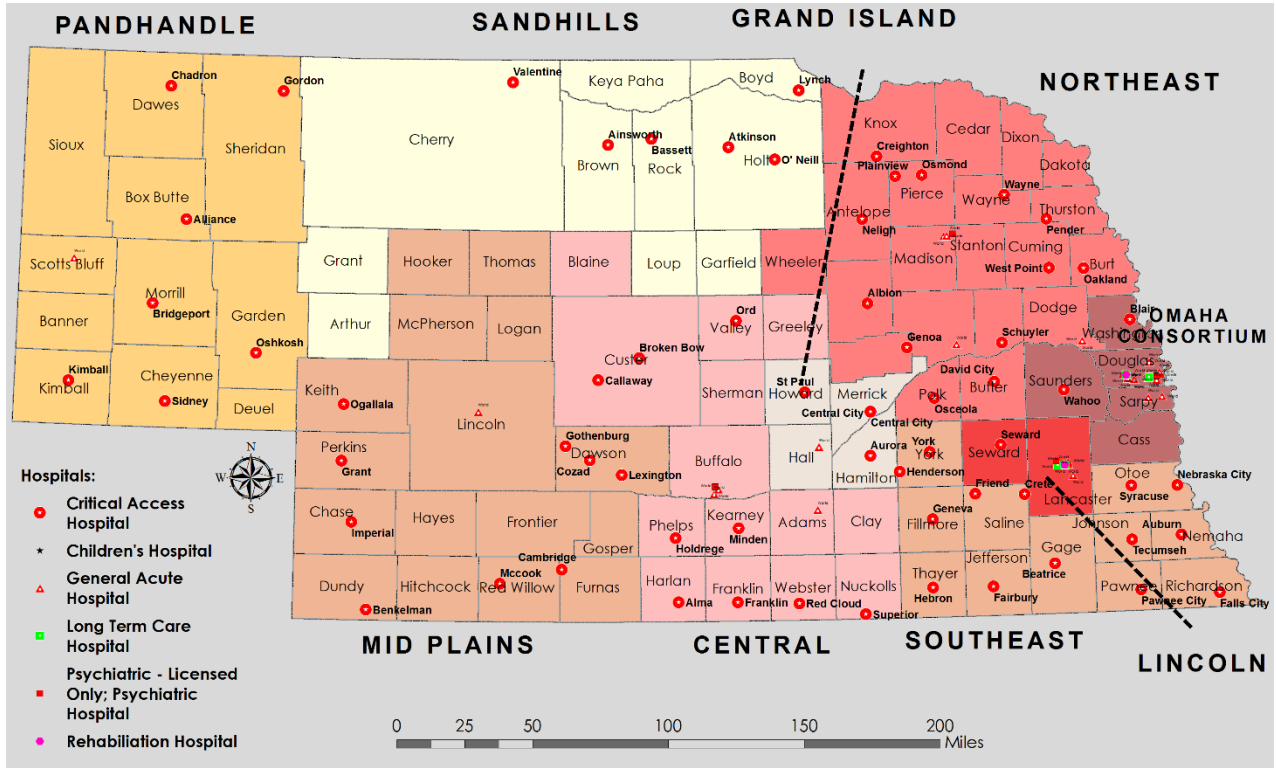 PANDHANDLE
SANDHILLS
GRAND ISLAND
NORTHEAST
OMAHA
CONSORTIUM
MID PLAINS
CENTRAL
SOUTHEAST
LINCOLN
Sioux
Dawes
Chadron
Gordon
Sheridan
Box Butte
Alliance
Scotts Bluff
Banner
Morrill
Bridgeport
Garden
Oshkosh
Kimball
Kimball
Cheyenne
Sidney
Deuel
Valentine
Cherry
Keya Paha
Boyd
Lynch
Ainsworth
Brown
Bassett
Rock
Atkinson
Holt
O' Neill
Grant
Hooker
Thomas
Blaine
Loup
Garfield
Wheeler
Arthur
McPherson
Logan
Custer
Broken Bow
Callaway
Ord
Valley
Greeley
Sherman
St Paul
Howard
Knox
Creighton
Cedar
Dixon
Dakota
Plainview
Osmond
Pierce
Wayne
Wayne
Thurston
Pender
Antelope
Neligh
Madison
Stanton
Cuming
West Point
Burt
Oakland
Albion
Genoa
Schuyler
Dodge
Blair
Douglas
Sarpy
Cass
Saunders
Wahoo
David City
Butler
Polk
Osceola
Merrick
Central City
Central City
Hall
Aurora
Hamilton
York
York
Henderson
Seward
Seward
Lancaster
Keith
Ogallala
Lincoln
Perkins
Grant
Gothenburg
Dawson
Cozad
Lexington
Buffalo
Chase
Imperial
Hayes
Frontier
Gosper
Dundy
Benkelman
Hitchcock
Mccook
Red Willow
Cambridge
Furnas
Phelps
Holdrege
Kearney
Minden
Adams
Clay
Harlan
Alma
Franklin
Franklin
Webster
Red Cloud
Nuckolls
Superior
Friend
Crete
Geneva
Fillmore
Saline
Thayer
Hebron
Jefferson
Fairbury
Gage
Beatrice
Otoe
Syracuse
Nebraska City
Johnson
Tecumseh
Auburn
Nemaha
Pawnee
Pawnee City
Richardson
Falls City
N
W
E
S
Hospitals:
Critical Access
Hospital
Children's Hospital
General Acute
Hospital
Long Term Care
Hospital
Psychiatric - Licensed
Only; Psychiatric
Hospital
Rehabiliation Hospital
0 25 50 100 150 200
Miles